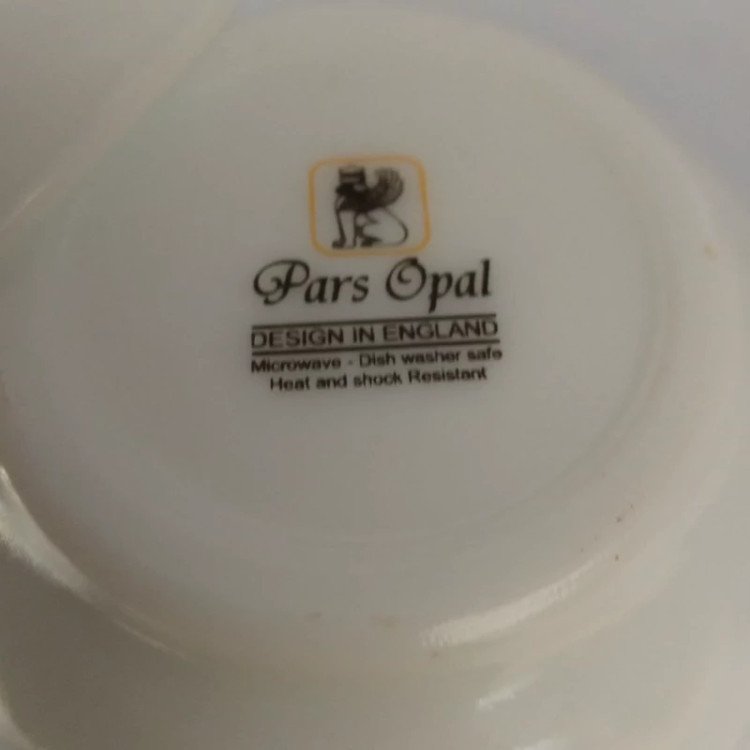 Pars Opal
DESIGN IN ENGLAND
Microwave - Dish washer safe
Heat and shock Resistant